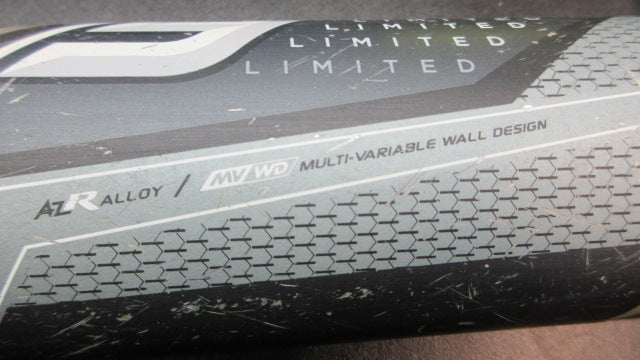 LIMITED
LIMITED
LIMITED
AZR ALLOY / MVWD MULTI-VARIABLE WALL DESIGN